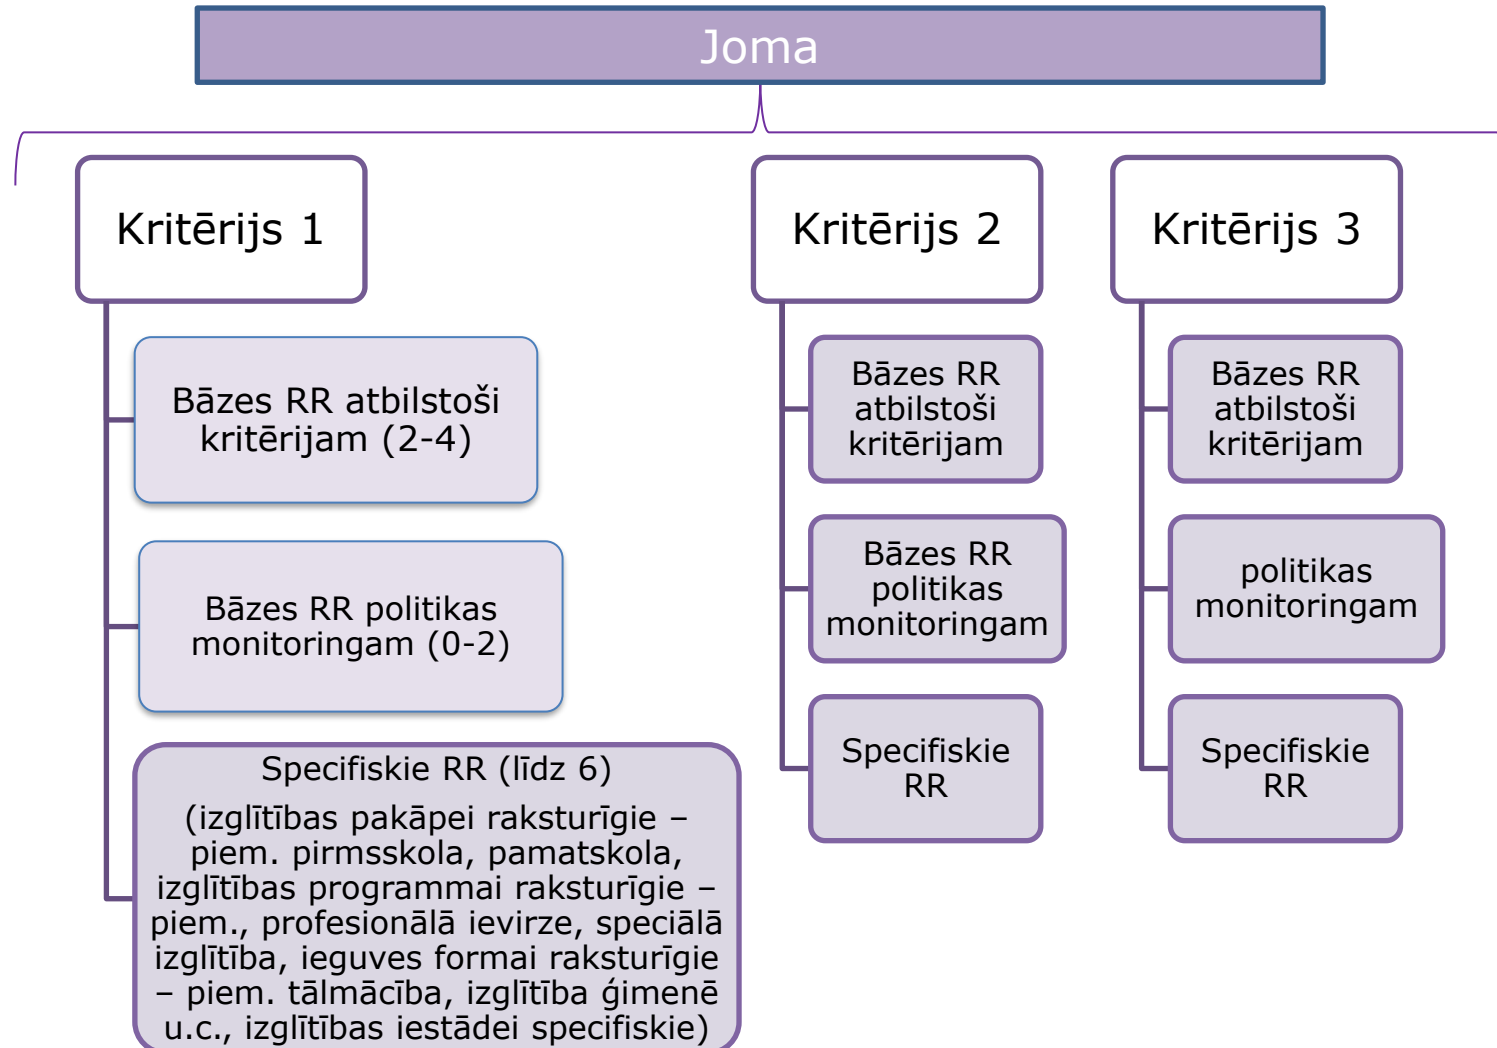 Joma
Kritērijs 1
Bāzes RR atbilstoši
kritērijam (2-4)
Bāzes RR politikas
monitoringam (0-2)
Specifiskie RR (līdz 6)
(izglītības pakāpei raksturīgie –
piem. pirmsskola, pamatskola,
izglītības programmai raksturīgie –
piem., profesionālā ievirze, speciālā
izglītība, ieguves formai raksturīgie
– piem. tālmācība, izglītība ģimenē
u.c., izglītības iestādei specifiskie)
Kritērijs 2
Bāzes RR
atbilstoši
kritērijam
Bāzes RR
politikas
monitoringam
Specifiskie
RR
Kritērijs 3
Bāzes RR
atbilstoši
kritērijam
politikas
monitoringam
Specifiskie
RR